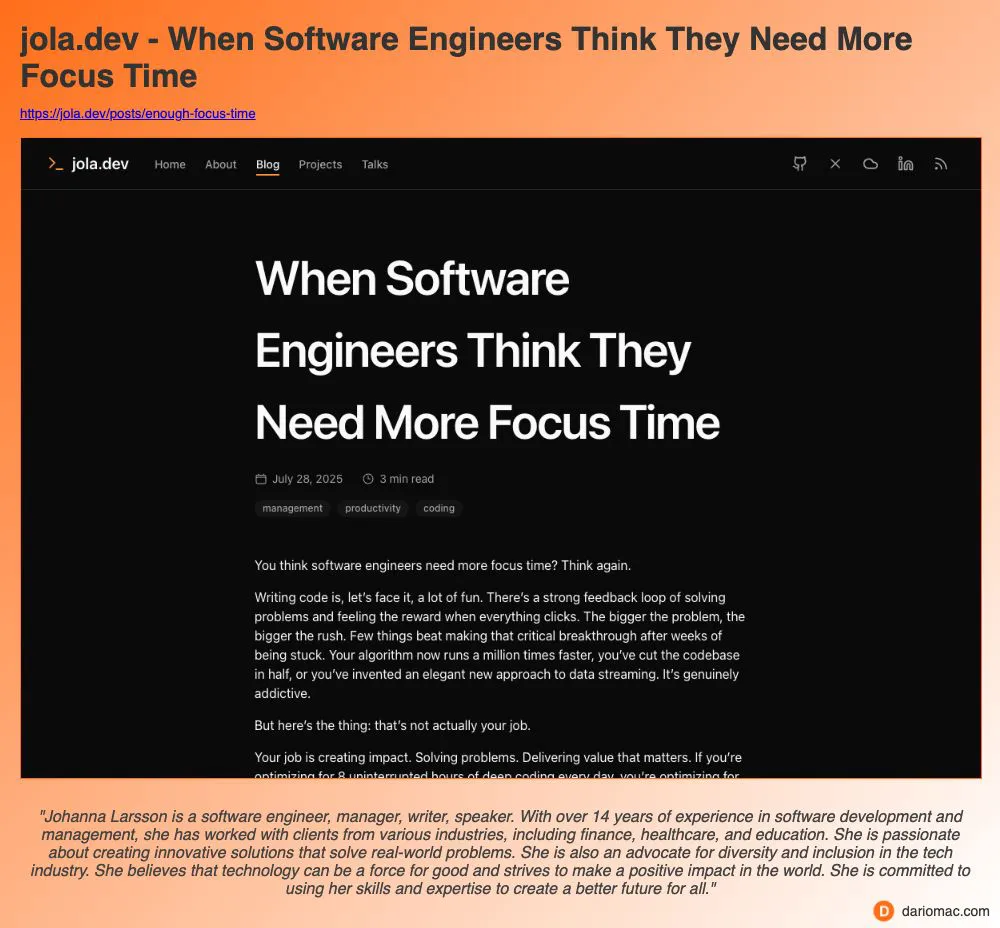 jola.dev - When Software Engineers Think They Need More
Focus Time
https://jola.dev/posts/enough-focus-time
>_ jola.dev Home About Blog Projects Talks
When Software
Engineers Think They
Need More Focus Time
July 28, 2025 3 min read
management productivity coding
You think software engineers need more focus time? Think again.
Writing code is, let’s face it, a lot of fun. There’s a strong feedback loop of solving
problems and feeling the reward when everything clicks. The bigger the problem, the
bigger the rush. Few things beat making that critical breakthrough after weeks of
being stuck. Your algorithm now runs a million times faster, you’ve cut the codebase
in half, or you’ve invented an elegant new approach to data streaming. It’s genuinely
addictive.
But here’s the thing: that’s not actually your job.
Your job is creating impact. Solving problems. Delivering value that matters. If you’re
optimizing for 8 uninterrupted hours of deep coding every day, you’re optimizing for
"Johanna Larsson is a software engineer, manager, writer, speaker. With over 14 years of experience in software development and
management, she has worked with clients from various industries, including finance, healthcare, and education. She is passionate
about creating innovative solutions that solve real-world problems. She is also an advocate for diversity and inclusion in the tech
industry. She believes that technology can be a force for good and strives to make a positive impact in the world. She is committed to
using her skills and expertise to create a better future for all."
D dariomac.com